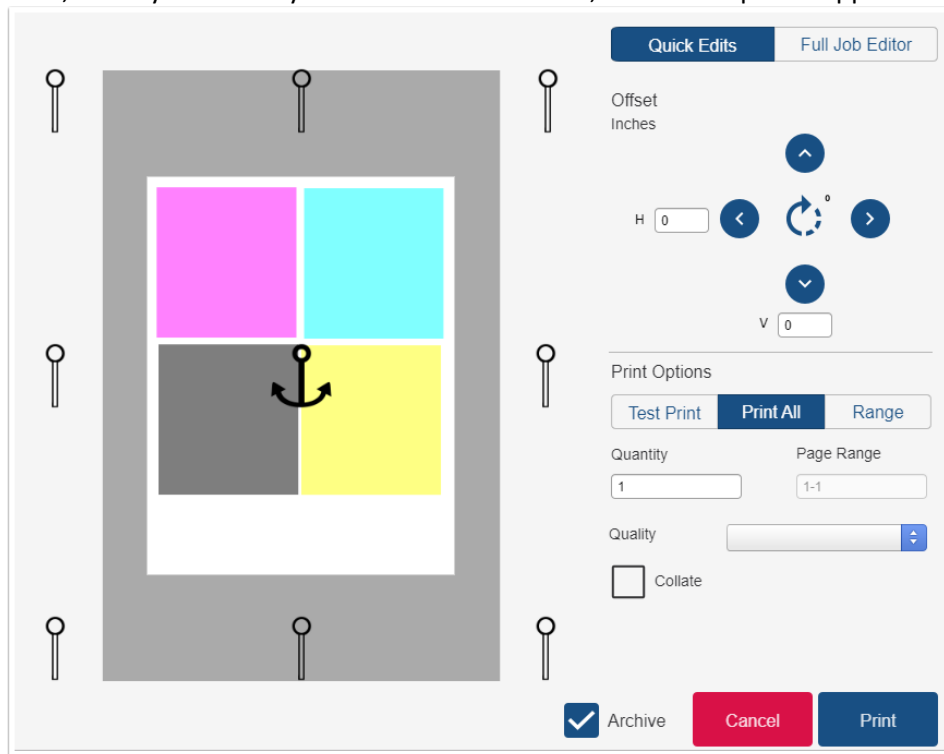 Quick Edits
Full Job Editor
Offset
Inches
H 0
°
V 0
Print Options
Test Print
Print All
Range
Quantity
Page Range
1
1-1
Quality
Collate
Archive
Cancel
Print